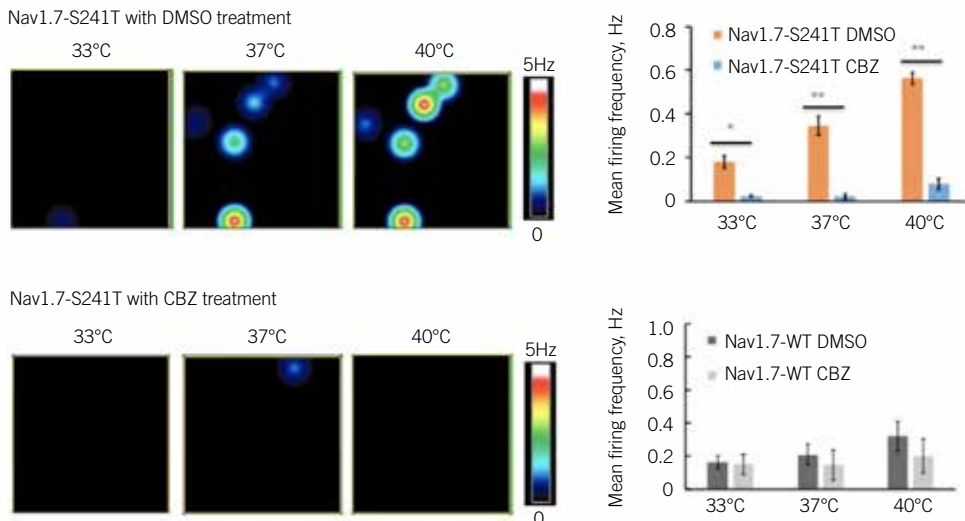 Nav1.7-S241T with DMSO treatment
33°C 37°C 40°C
5Hz
0
Mean firing frequency, Hz
0.8
0.6
0.4
0.2
0
Nav1.7-S241T DMSO
Nav1.7-S241T CBZ
*
**
**
33°C 37°C 40°C
Nav1.7-S241T with CBZ treatment
33°C 37°C 40°C
5Hz
0
Mean firing frequency, Hz
1.0
0.8
0.6
0.4
0.2
0
Nav1.7-WT DMSO
Nav1.7-WT CBZ
33°C 37°C 40°C